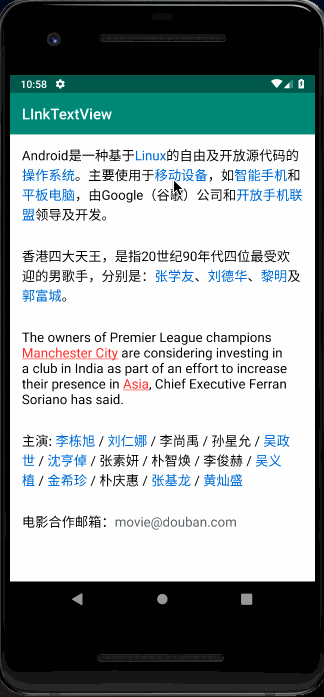 10:58
LInkTextView
Android是一种基于Linux的自由及开放源代码的
操作系统。主要使用于移动设备，如智能手机和
平板电脑，由Google（谷歌）公司和开放手机联
盟领导及开发。
香港四大天王，是指20世纪90年代四位最受欢
迎的男歌手，分别是：张学友、刘德华、黎明及
郭富城。
The owners of Premier League champions
Manchester City are considering investing in
a club in India as part of an effort to increase
their presence in Asia, Chief Executive Ferran
Soriano has said.
主演: 李栋旭 / 刘仁娜 / 李尚禹 / 孙星允 / 吴政
世 / 沈亨倬 / 张素妍 / 朴智焕 / 李俊赫 / 吴义
植 / 金希珍 / 朴庆惠 / 张基龙 / 黄灿盛
电影合作邮箱：movie@douban.com